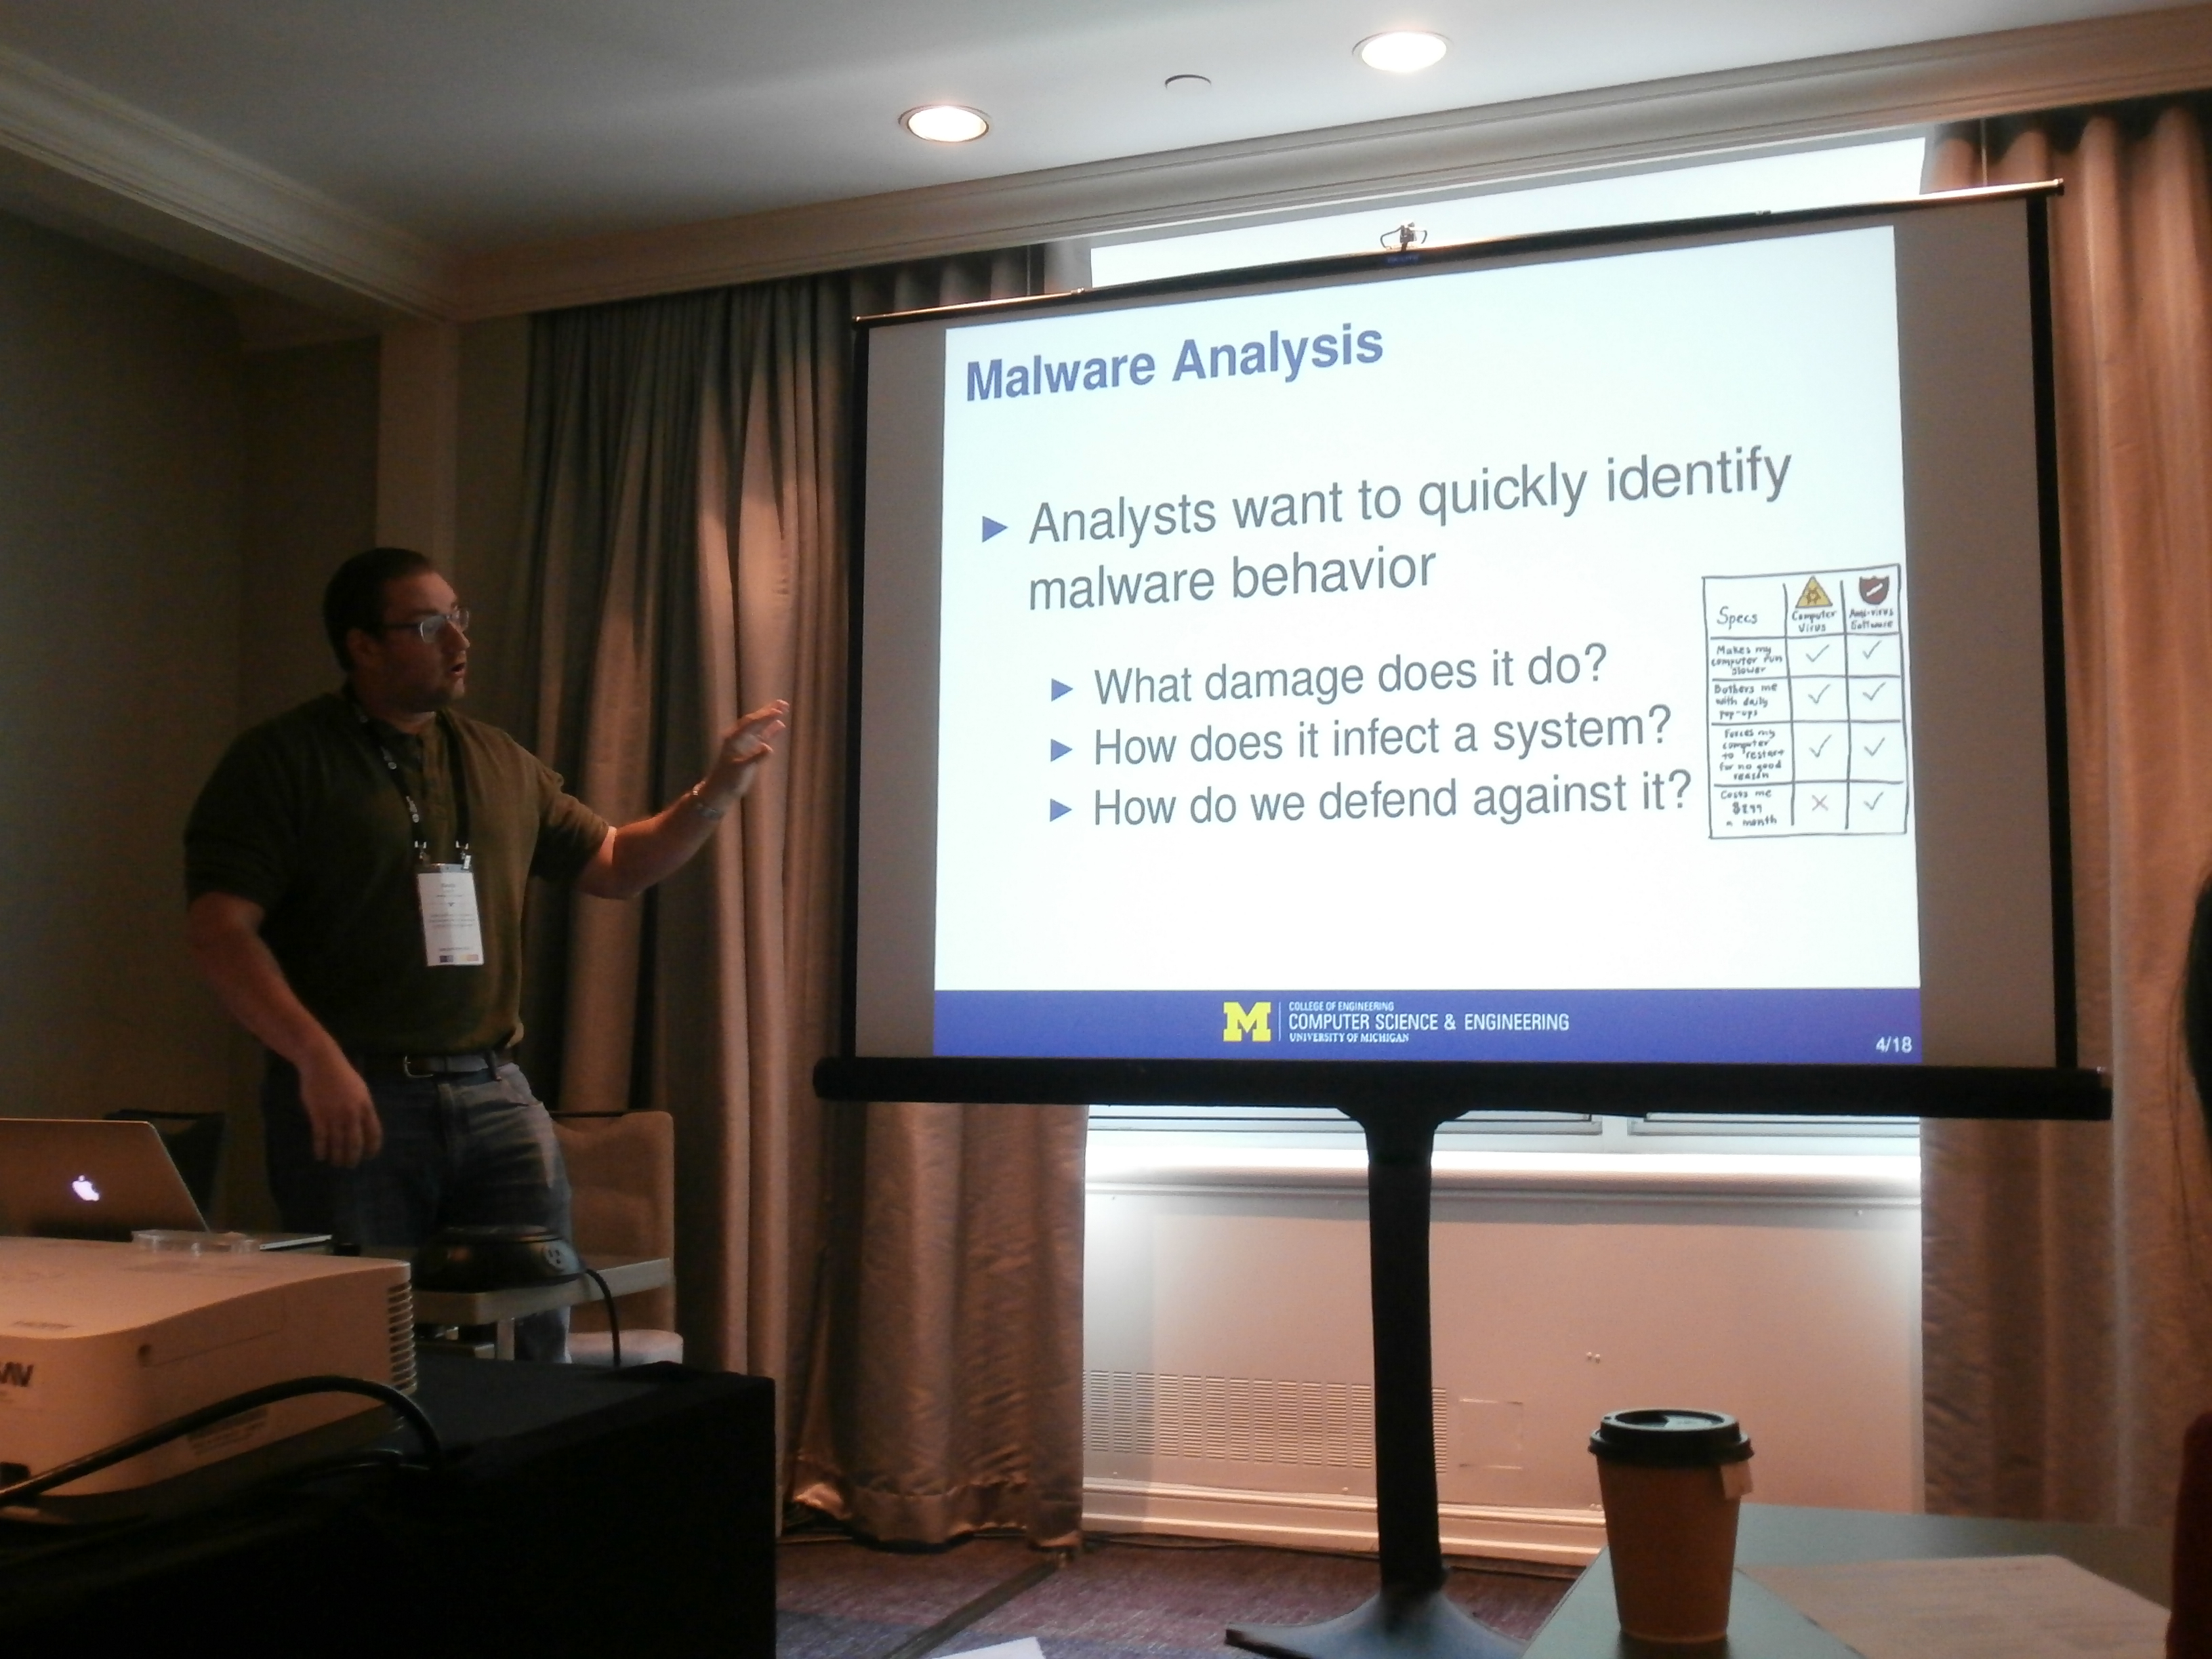 Malware Analysis
Analysts want to quickly identify
malware behavior
What damage does it do?
How does it infect a system?
How do we defend against it?
Specs
Computer
Virus
Anti-virus
Software
Makes my
computer run
slower
Bothers me
with daily
pop-ups
Forces my
computer
to restart
for no good
reason
Costs me
a month
COLLEGE OF ENGINEERING
M COMPUTER SCIENCE & ENGINEERING
UNIVERSITY OF MICHIGAN
4/18